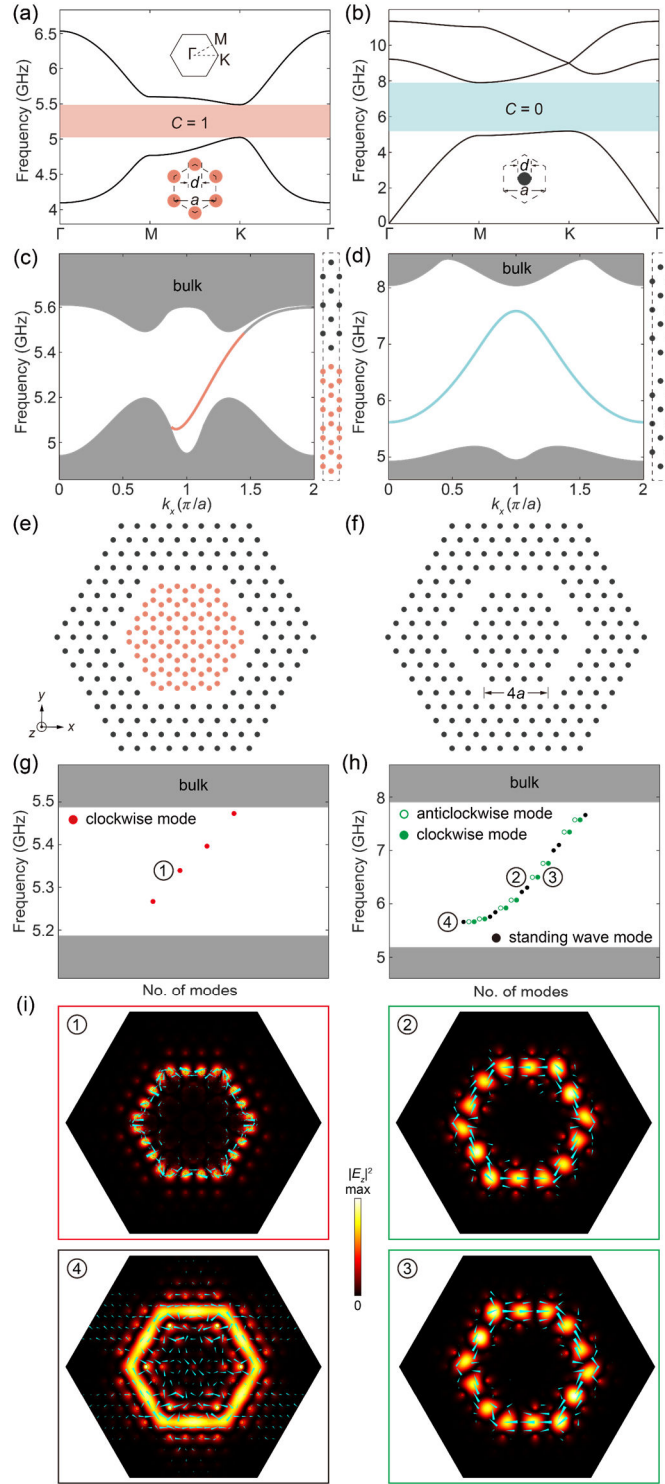 (a)
Frequency (GHz)
6.5
6
5.5
5
4.5
4
M
Γ
K
C = 1
d
a
Γ M K Γ
(b)
Frequency (GHz)
10
8
6
4
2
0
C = 0
d
a
Γ M K Γ
(c)
Frequency (GHz)
5.6
5.4
5.2
5
bulk
0 0.5 1 1.5 2
kₓ(π/a)
(d)
Frequency (GHz)
8
7
6
5
bulk
0 0.5 1 1.5 2
kₓ(π/a)
(e)
y
z
x
(f)
4a
(g)
Frequency (GHz)
5.5
5.4
5.3
5.2
bulk
clockwise mode
①
No. of modes
(h)
Frequency (GHz)
8
7
6
5
bulk
anticlockwise mode
clockwise mode
② ③
④
standing wave mode
No. of modes
(i)
①
②
|E_z|²
max
0
④
③